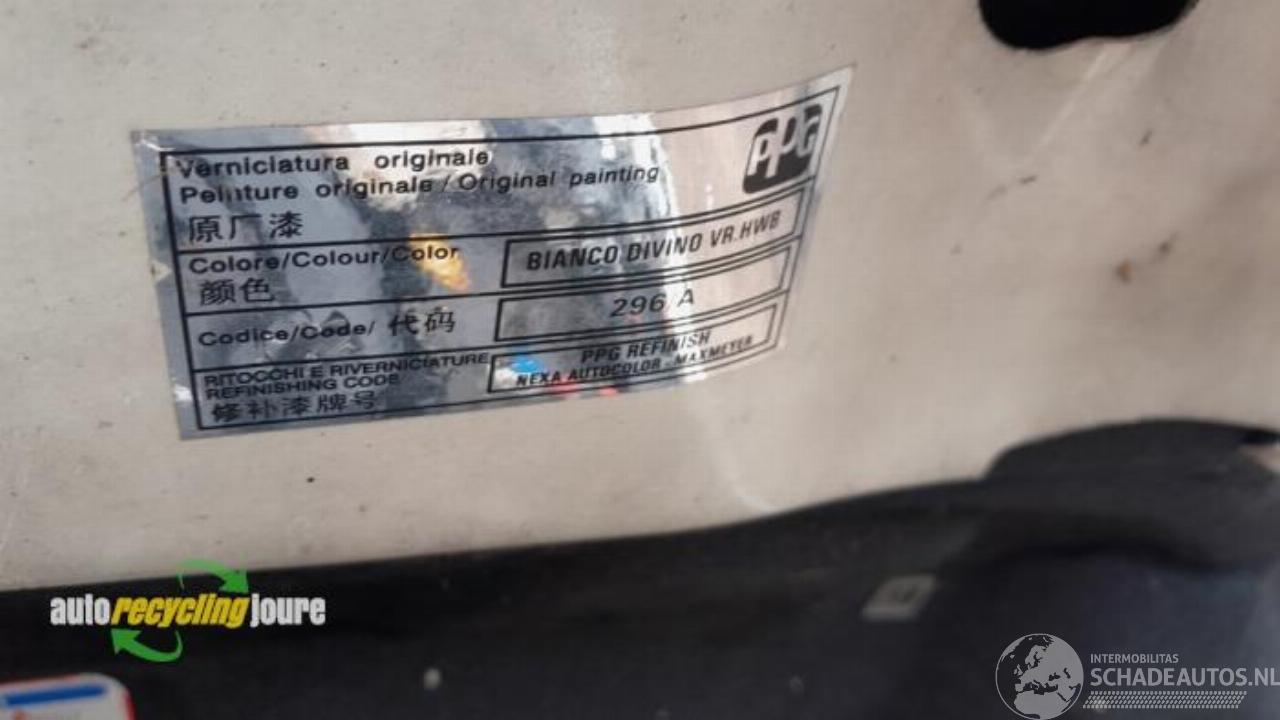 Verniciatura originale
Peinture originale/Original painting
原厂漆
PPG
Colore/Colour/Color
颜色
BIANCO DIVINO VR.HWB
Codice/Code/ 代码
296/A
RITOCCHI E RIVERNICIATURE
REFINISHING CODE
修补漆牌号
PPG REFINISH
NEXA AUTOCOLOR - MAXMEYER
autorecyclingjoure
INTERMOBILITAS
SCHADEAUTOS.NL